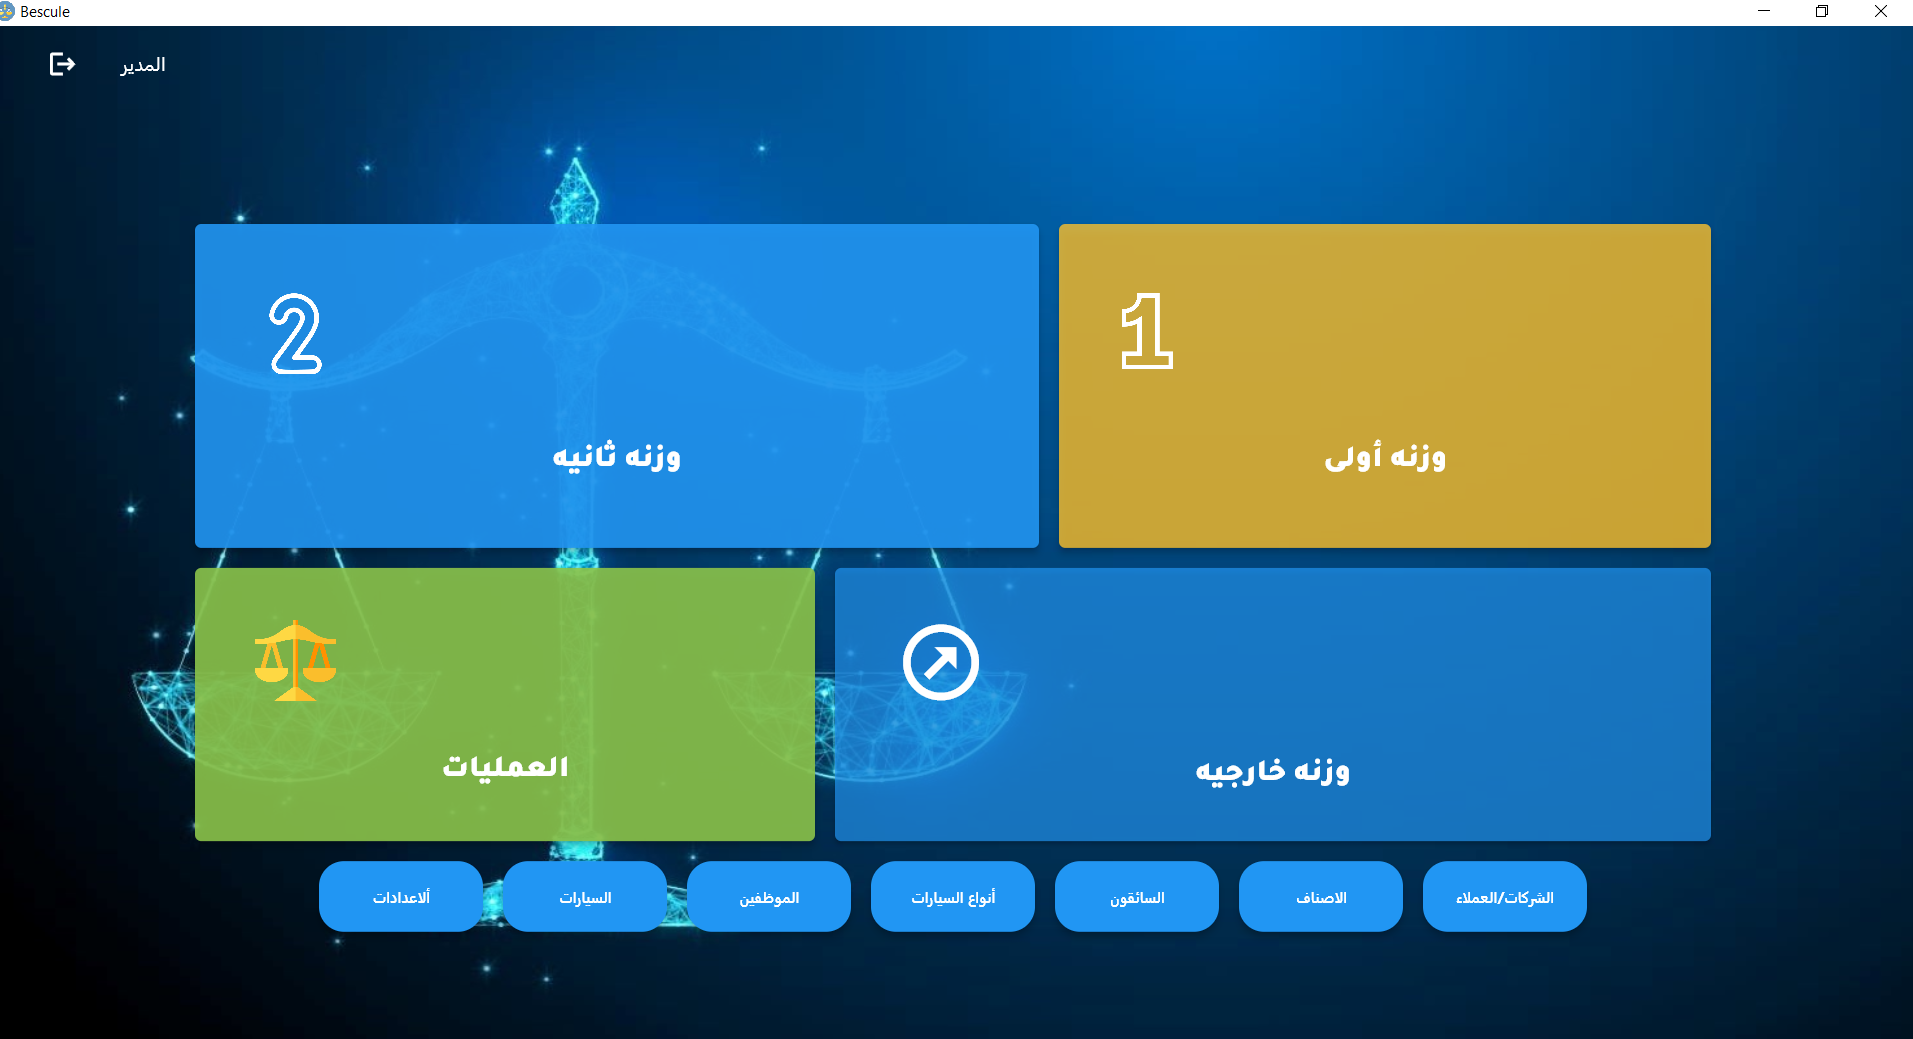 Bescule
المدير
1
وزنه أولى
2
وزنه ثانيه
وزنه خارجيه
العمليات
الشركات/العملاء
الاصناف
السائقون
أنواع السيارات
الموظفين
السيارات
ألاعدادات